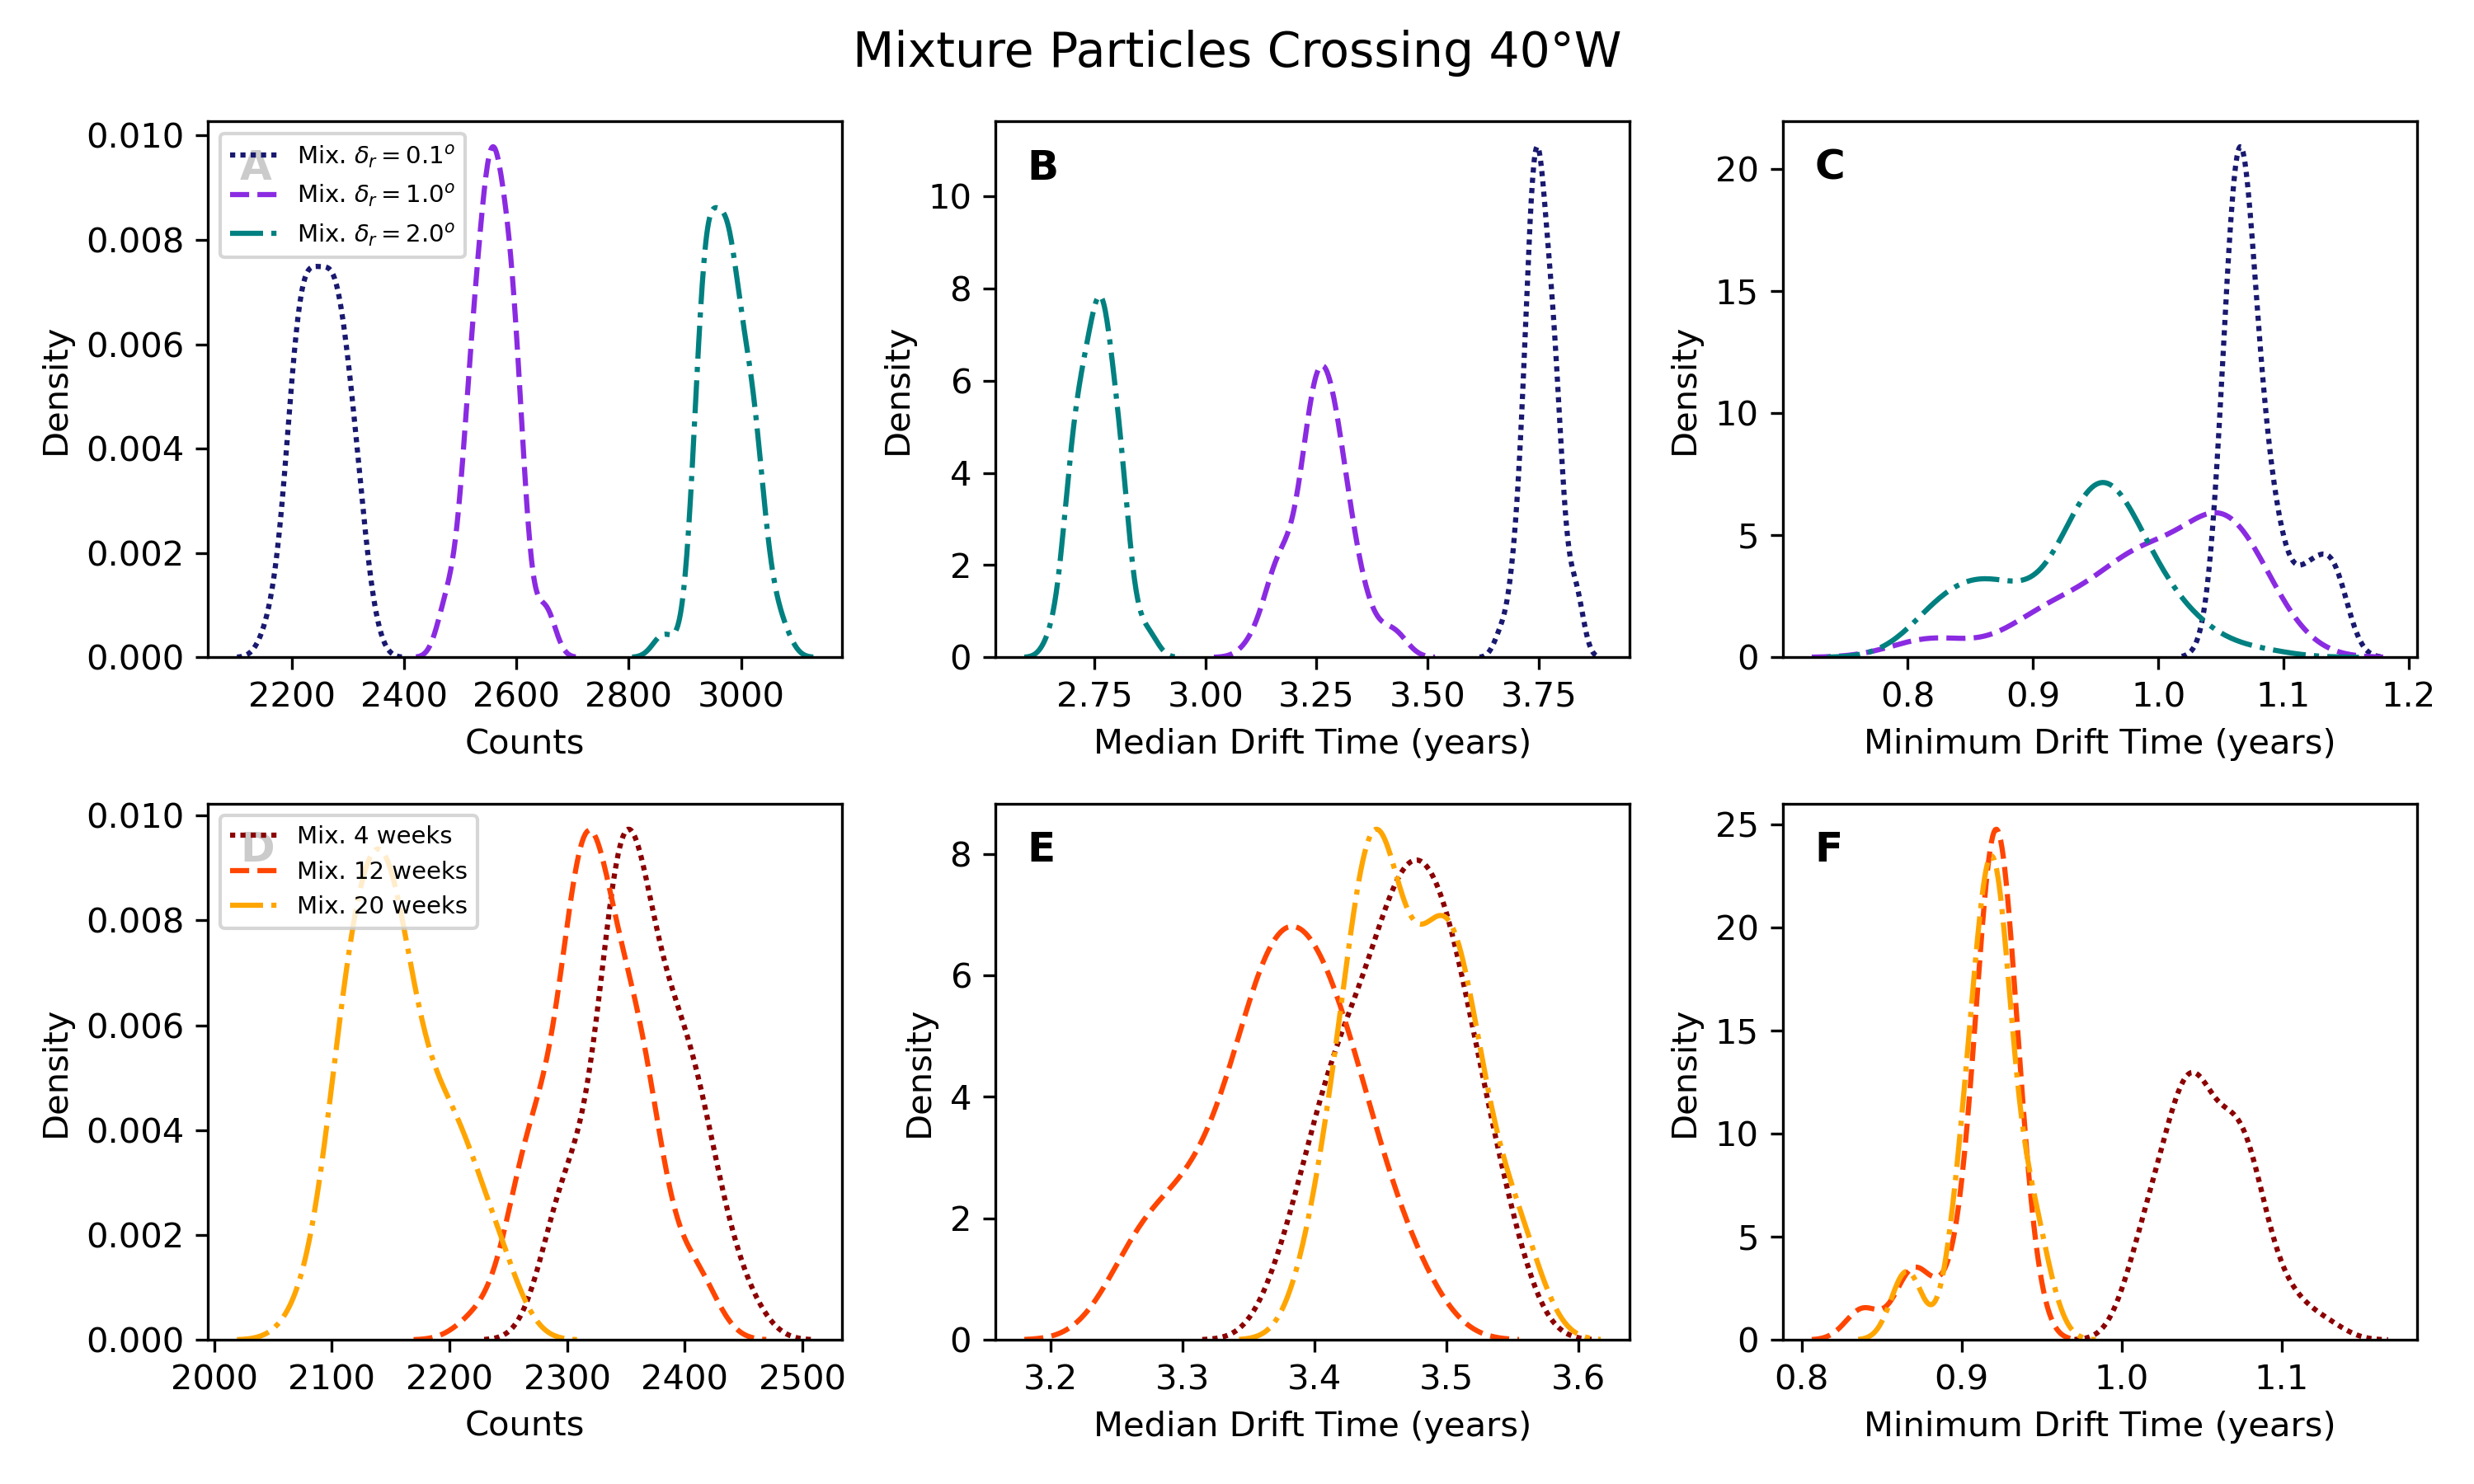 Mixture Particles Crossing 40°W
A
Mix. δr = 0.1o
Mix. δr = 1.0o
Mix. δr = 2.0o
0.010
0.008
0.006
0.004
0.002
0.000
Density
2200 2400 2600 2800 3000
Counts
B
10
8
6
4
2
0
Density
2.75 3.00 3.25 3.50 3.75
Median Drift Time (years)
C
20
15
10
5
0
Density
0.8 0.9 1.0 1.1 1.2
Minimum Drift Time (years)
D
Mix. 4 weeks
Mix. 12 weeks
Mix. 20 weeks
0.010
0.008
0.006
0.004
0.002
0.000
Density
2000 2100 2200 2300 2400 2500
Counts
E
8
6
4
2
0
Density
3.2 3.3 3.4 3.5 3.6
Median Drift Time (years)
F
25
20
15
10
5
0
Density
0.8 0.9 1.0 1.1
Minimum Drift Time (years)